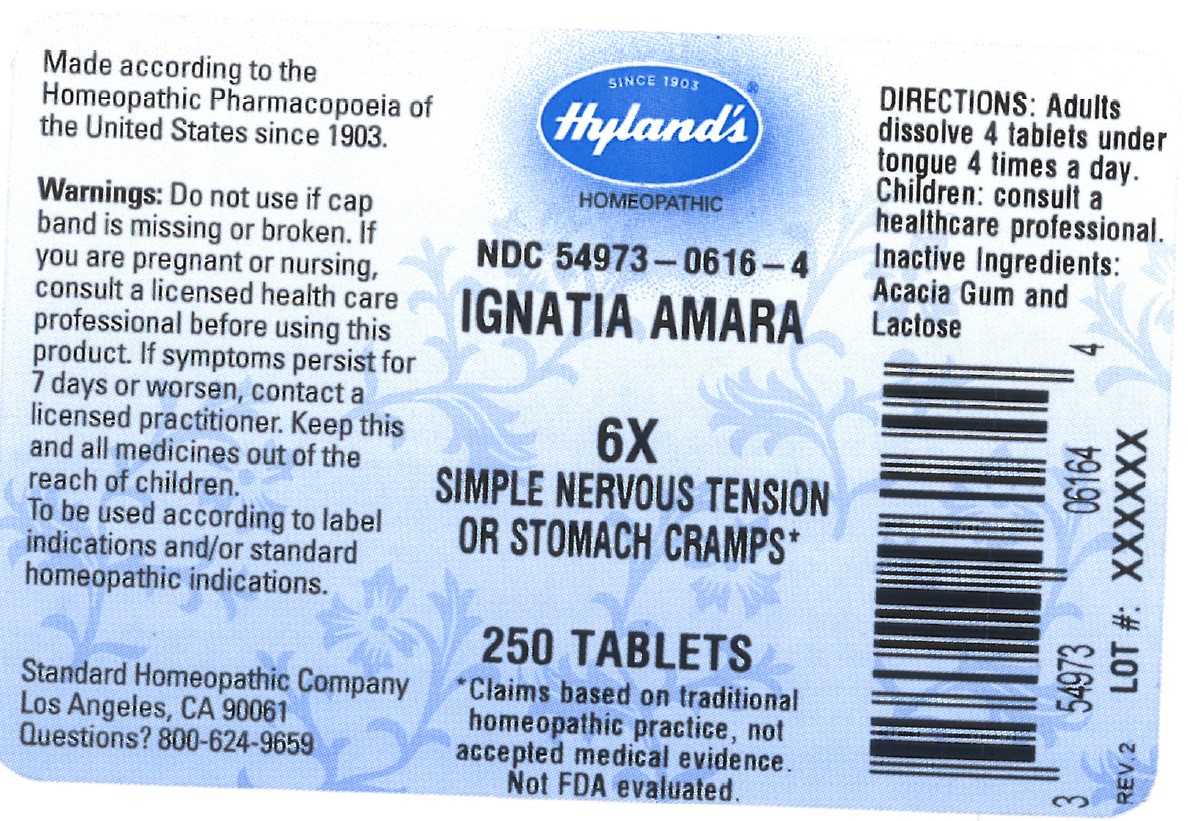 Made according to the
Homeopathic Pharmacopoeia of
the United States since 1903.
Warnings: Do not use if cap
band is missing or broken. If
you are pregnant or nursing,
consult a licensed health care
professional before using this
product. If symptoms persist for
7 days or worsen, contact a
licensed practitioner. Keep this
and all medicines out of the
reach of children.
To be used according to label
indications and/or standard
homeopathic indications.
Standard Homeopathic Company
Los Angeles, CA 90061
Questions? 800-624-9659
SINCE 1903
Hyland's®
HOMEOPATHIC
NDC 54973–0616–4
IGNATIA AMARA
6X
SIMPLE NERVOUS TENSION
OR STOMACH CRAMPS*
250 TABLETS
*Claims based on traditional
homeopathic practice, not
accepted medical evidence.
Not FDA evaluated.
DIRECTIONS: Adults
dissolve 4 tablets under
tongue 4 times a day.
Children: consult a
healthcare professional.
Inactive Ingredients:
Acacia Gum and
Lactose
3 54973 06164 4
REV. 2 LOT #: XXXXXX